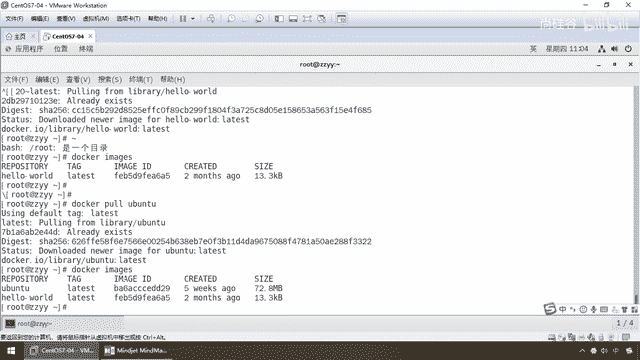 CentOS7-04 - VMware Workstation
文件(F) 编辑(E) 查看(V) 虚拟机(M) 选项卡(T) 帮助(H)
尚硅谷 bilibili
主页 CentOS7-04
应用程序 位置 终端 英 星期四 11:04
root@zzyy:~
文件(F) 编辑(E) 查看(V) 搜索(S) 终端(T) 帮助(H)
^[[20~latest: Pulling from library/hello-world
2db29710123e: Already exists
Digest: sha256:cc15c5b292d8525effc0f89cb299f1804f3a725c8d05e158653a563f15e4f685
Status: Downloaded newer image for hello-world:latest
docker.io/library/hello-world:latest
[root@zzyy ~]# ~
bash: /root: 是一个目录
[root@zzyy ~]# docker images
REPOSITORY TAG IMAGE ID CREATED SIZE
hello-world latest feb5d9fea6a5 2 months ago 13.3kB
[root@zzyy ~]#
\[root@zzyy ~]#
[root@zzyy ~]# docker pull ubuntu
Using default tag: latest
latest: Pulling from library/ubuntu
7b1a6ab2e44d: Already exists
Digest: sha256:626ffe58f6e7566e00254b638eb7e0f3b11d4da9675088f4781a50ae288f3322
Status: Downloaded newer image for ubuntu:latest
docker.io/library/ubuntu:latest
[root@zzyy ~]# docker images
REPOSITORY TAG IMAGE ID CREATED SIZE
ubuntu latest ba6acccedd29 5 weeks ago 72.8MB
hello-world latest feb5d9fea6a5 2 months ago 13.3kB
[root@zzyy ~]#
中
root@zzyy:~ 1 / 4
要返回到您的计算机，请将鼠标指针从虚拟机中移出或按 Ctrl+Alt。
CentOS7-04 - VM... Mindjet MindMa... 中